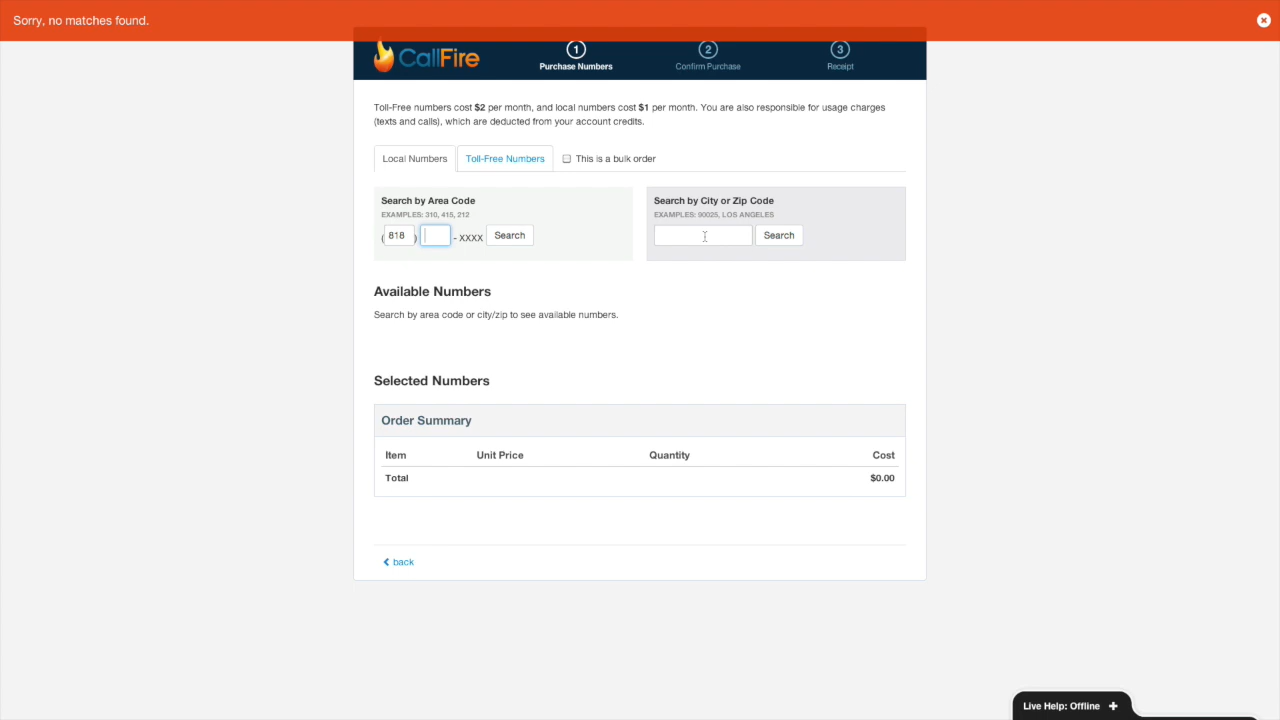 Sorry, no matches found.
CallFire
1
Purchase Numbers
2
Confirm Purchase
3
Receipt
Toll-Free numbers cost $2 per month, and local numbers cost $1 per month. You are also responsible for usage charges
(texts and calls), which are deducted from your account credits.
Local Numbers
Toll-Free Numbers
This is a bulk order
Search by Area Code
EXAMPLES: 310, 415, 212
( 818 ) - XXXX Search
Search by City or Zip Code
EXAMPLES: 90025, LOS ANGELES
Search
Available Numbers
Search by area code or city/zip to see available numbers.
Selected Numbers
Order Summary
Item Unit Price Quantity Cost
Total $0.00
back
Live Help: Offline +